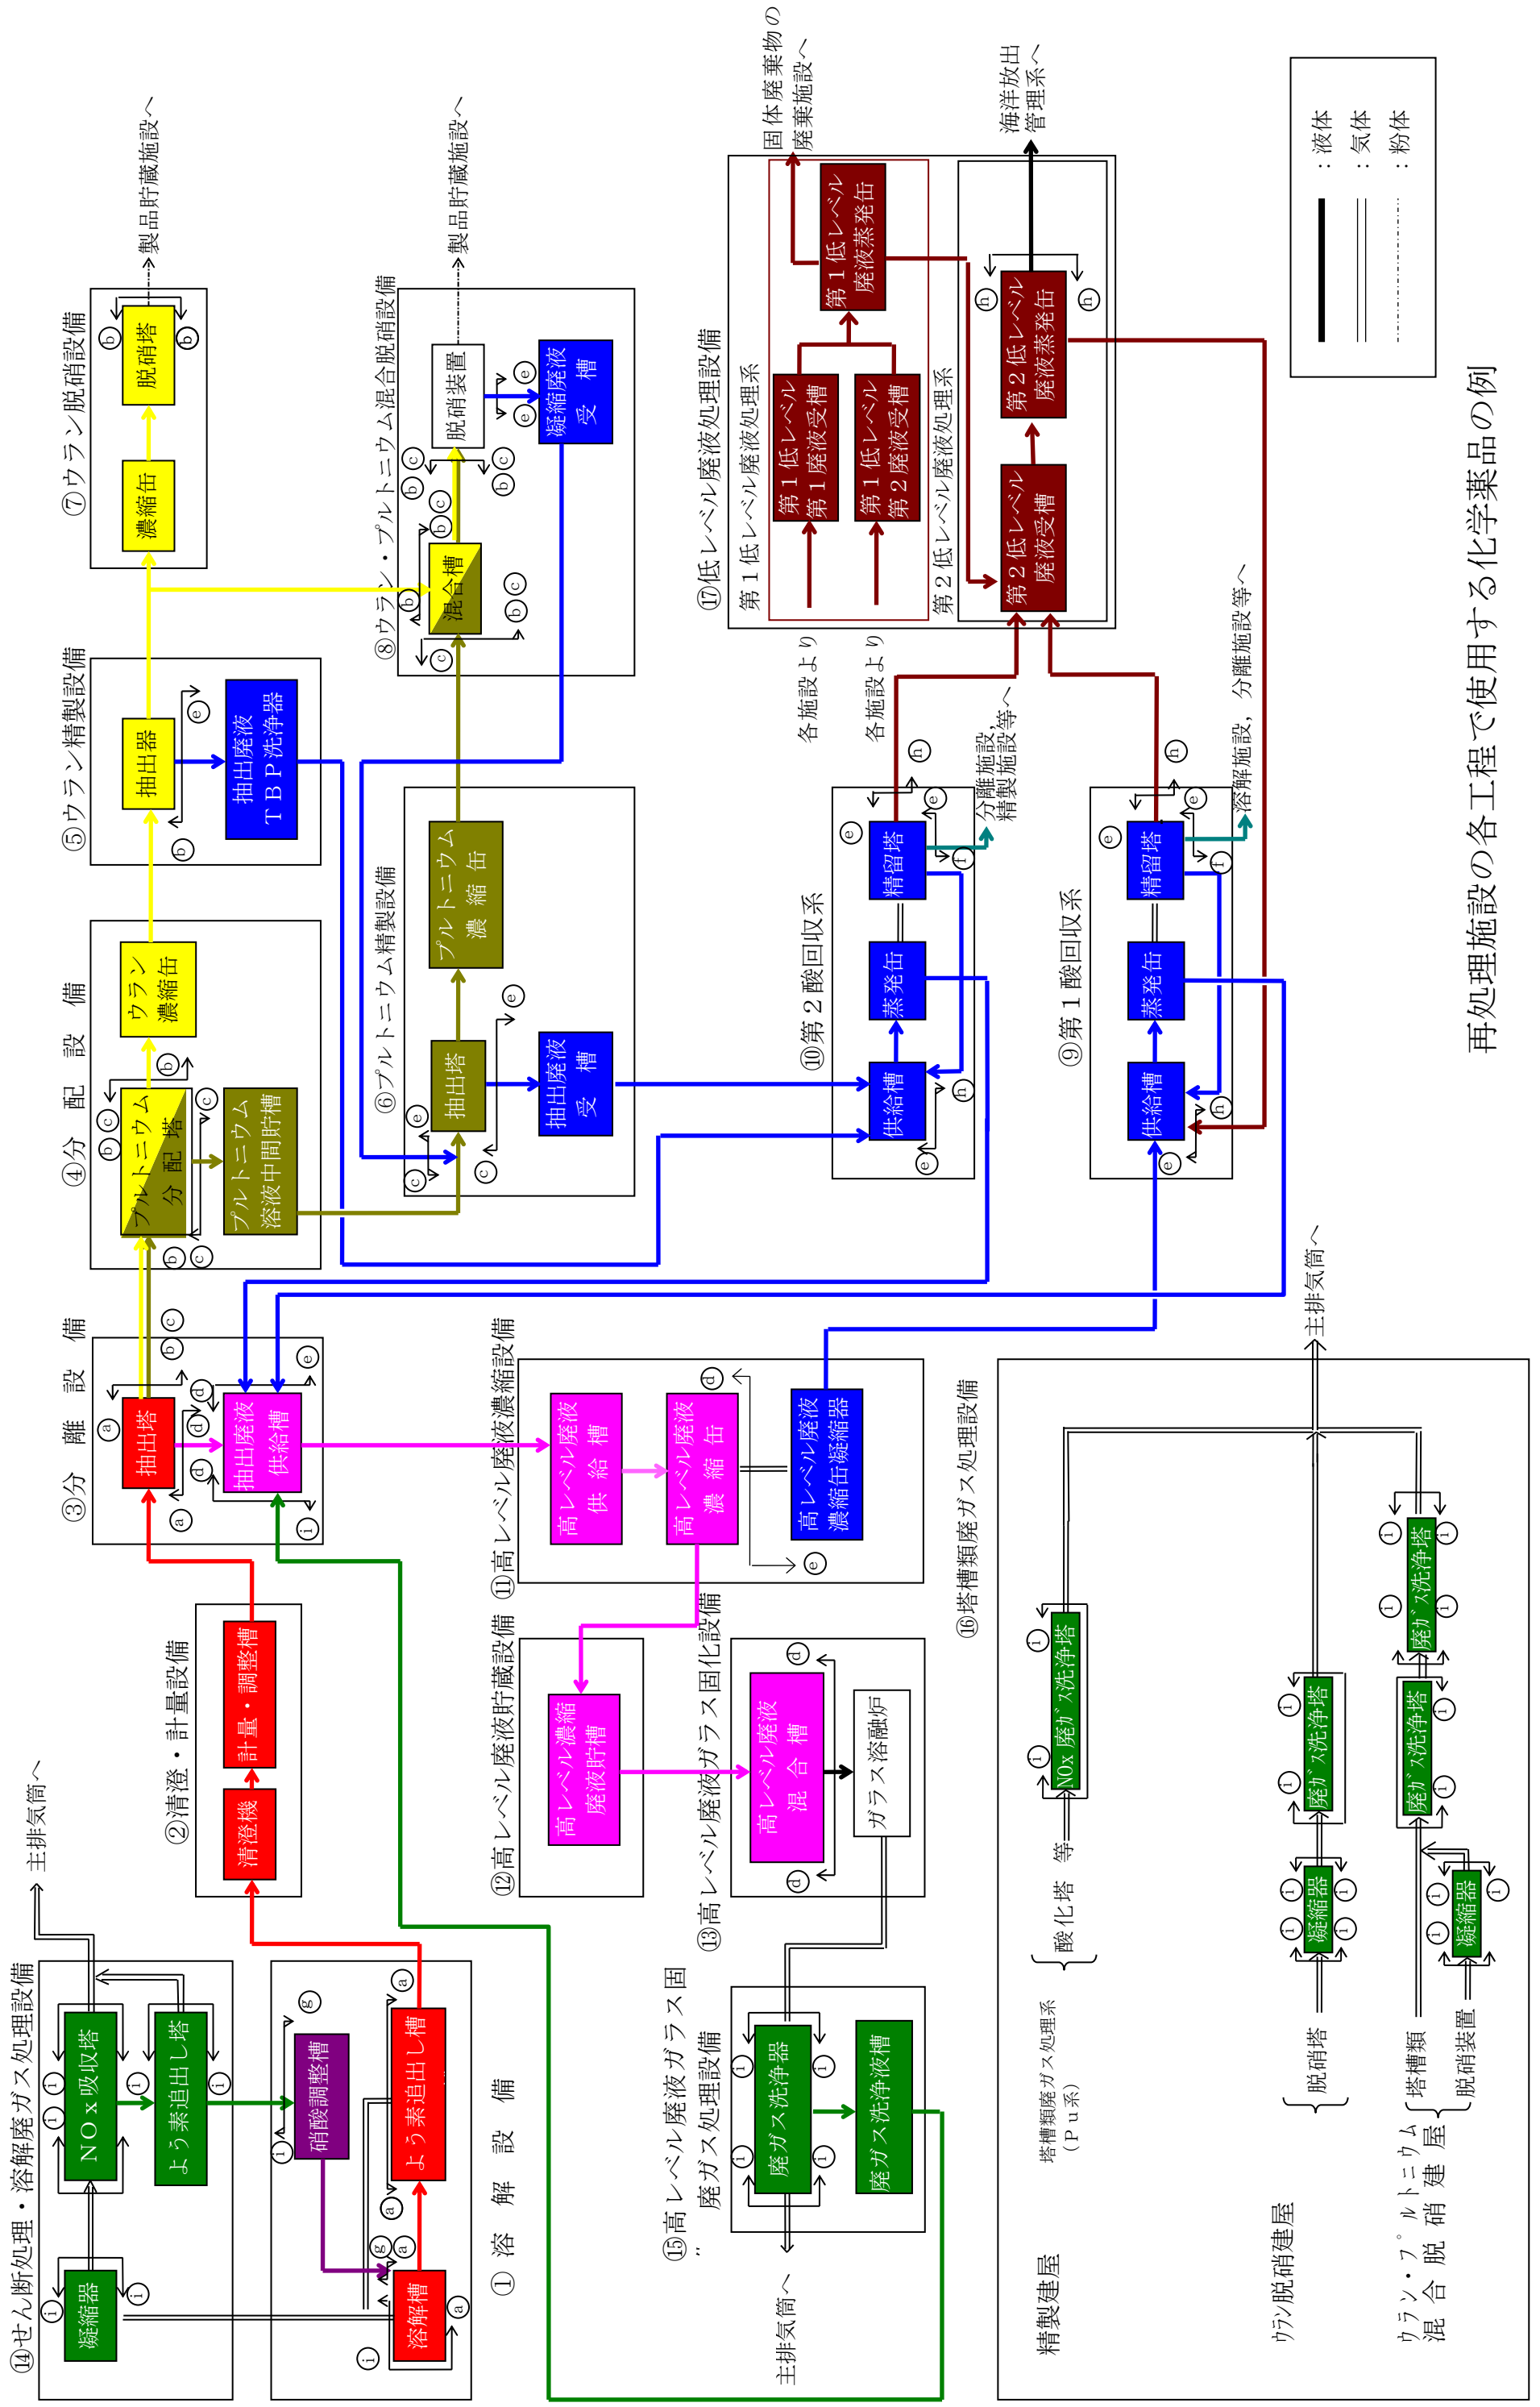 ⑭せん断処理・溶解廃ガス処理設備
主排気筒へ
凝縮器
NOx吸収塔
よう素追出し塔
i
i
i
i
i
i
① 溶 解 設 備
硝酸調整槽
溶解槽
よう素追出し槽
g
i
g
a
a
a
a
i
②清澄・計量設備
清澄機
計量・調整槽
③分 離 設 備
抽出塔
抽出廃液
供給槽
a
a
b
c
d
d
d
e
i
④分 配 設 備
プルトニウム
分 配 塔
ウラン
濃縮缶
プルトニウム
溶液中間貯槽
b
c
b
c
b
c
⑤ウラン精製設備
抽出器
抽出廃液
TBP洗浄器
b
e
⑦ウラン脱硝設備
濃縮缶
脱硝塔
b
b
製品貯蔵施設へ
⑥プルトニウム精製設備
抽出塔
プルトニウム
濃 縮 缶
抽出廃液
受 槽
c
e
c
e
⑧ウラン・プルトニウム混合脱硝設備
混合槽
脱硝装置
凝縮廃液
受 槽
c
b
b
c
b
c
b
c
b
c
e
e
製品貯蔵施設へ
⑪高レベル廃液濃縮設備
高レベル廃液
供 給 槽
高レベル廃液
濃 縮 缶
高レベル廃液
濃縮缶凝縮器
d
e
⑫高レベル廃液貯蔵設備
高レベル濃縮
廃液貯槽
⑬高レベル廃液ガラス固化設備
高レベル廃液
混 合 槽
ガラス溶融炉
d
d
⑮高レベル廃液ガラス固
〃 廃ガス処理設備
廃ガス洗浄器
廃ガス洗浄液槽
i
i
i
i
主排気筒へ
⑩第2酸回収系
供給槽
蒸発缶
精留塔
e
h
e
e
f
h
分離施設,
精製施設等へ
⑨第1酸回収系
供給槽
蒸発缶
精留塔
e
h
e
e
f
h
溶解施設, 分離施設等へ
⑰低レベル廃液処理設備
第1低レベル廃液処理系
各施設より
第1低レベル
第1廃液受槽
各施設より
第1低レベル
第2廃液受槽
第1低レベル
廃液蒸発缶
固体廃棄物の
廃棄施設へ
第2低レベル廃液処理系
第2低レベル
廃液受槽
第2低レベル
廃液蒸発缶
h
h
海洋放出
管理系へ
⑯塔槽類廃ガス処理設備
精製建屋
塔槽類廃ガス処理系
(Pu系)
酸化塔 等
NOx廃ガス洗浄塔
i
i
主排気筒へ
ウラン脱硝建屋
脱硝塔
凝縮器
i
i
i
i
廃ガス洗浄塔
i
i
ウラン・プルトニウム
混 合 脱 硝 建 屋
塔槽類
脱硝装置
凝縮器
i
i
i
廃ガス洗浄塔
i
i
廃ガス洗浄塔
i
i
i
i
:液体
:気体
:粉体
再処理施設の各工程で使用する化学薬品の例